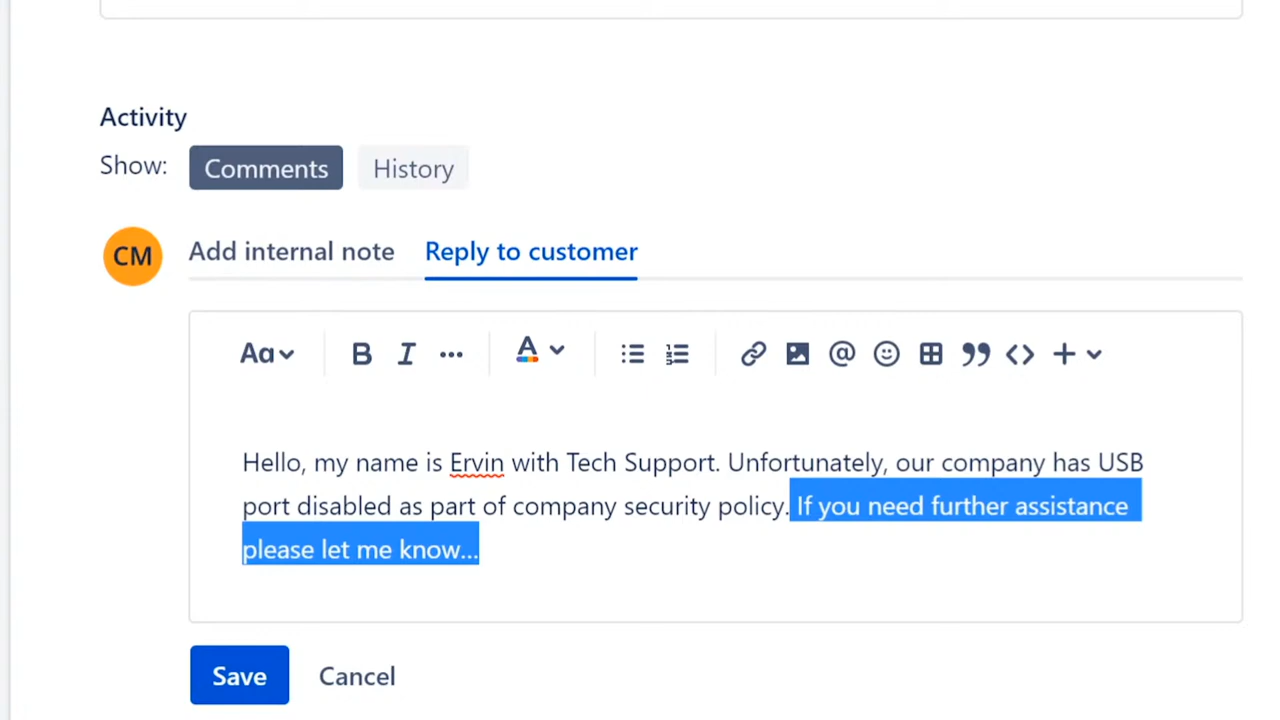 Activity
Show: Comments History
CM Add internal note Reply to customer
Aa B I ... A @ + 
Hello, my name is Ervin with Tech Support. Unfortunately, our company has USB
port disabled as part of company security policy. If you need further assistance
please let me know...
Save Cancel